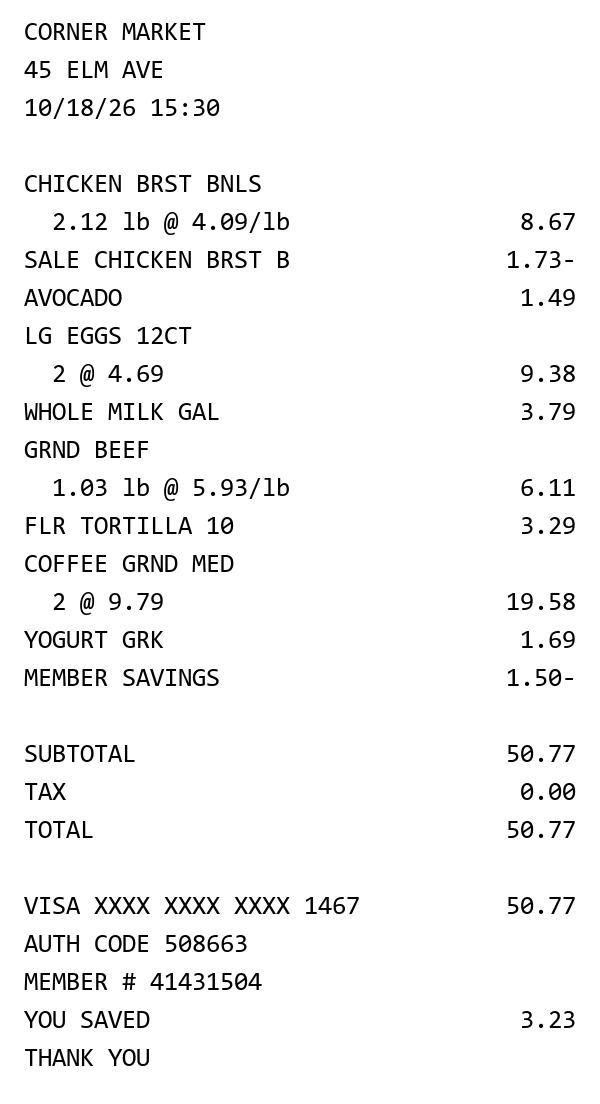 CORNER MARKET
45 ELM AVE
10/18/26 15:30
CHICKEN BRST BNLS
2.12 lb @ 4.09/lb 8.67
SALE CHICKEN BRST B 1.73-
AVOCADO 1.49
LG EGGS 12CT
2 @ 4.69 9.38
WHOLE MILK GAL 3.79
GRND BEEF
1.03 lb @ 5.93/lb 6.11
FLR TORTILLA 10 3.29
COFFEE GRND MED
2 @ 9.79 19.58
YOGURT GRK 1.69
MEMBER SAVINGS 1.50-
SUBTOTAL 50.77
TAX 0.00
TOTAL 50.77
VISA XXXX XXXX XXXX 1467 50.77
AUTH CODE 508663
MEMBER # 41431504
YOU SAVED 3.23
THANK YOU